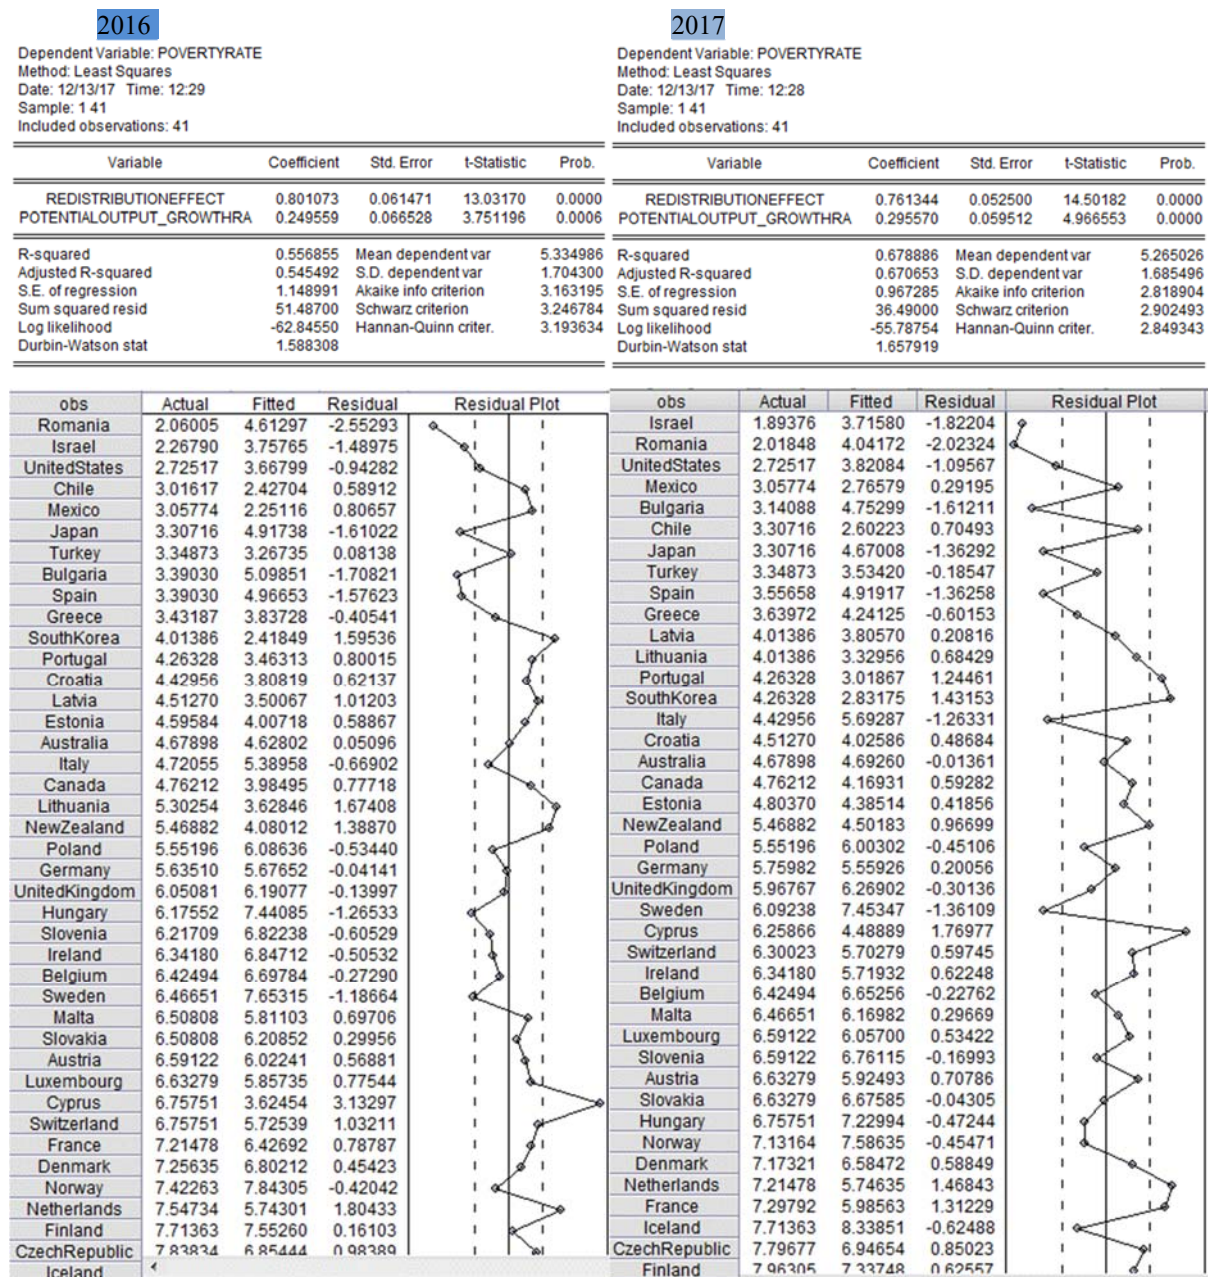 2016
Dependent Variable: POVERTYRATE
Method: Least Squares
Date: 12/13/17 Time: 12:29
Sample: 1 41
Included observations: 41
Variable Coefficient Std. Error t-Statistic Prob.
REDISTRIBUTIONEFFECT 0.801073 0.061471 13.03170 0.0000
POTENTIALOUTPUT_GROWTHRA 0.249559 0.066528 3.751196 0.0006
R-squared 0.556855 Mean dependent var 5.334986
Adjusted R-squared 0.545492 S.D. dependent var 1.704300
S.E. of regression 1.148991 Akaike info criterion 3.163195
Sum squared resid 51.48700 Schwarz criterion 3.246784
Log likelihood -62.84550 Hannan-Quinn criter. 3.193634
Durbin-Watson stat 1.588308
obs Actual Fitted Residual Residual Plot
Romania 2.06005 4.61297 -2.55293
Israel 2.26790 3.75765 -1.48975
UnitedStates 2.72517 3.66799 -0.94282
Chile 3.01617 2.42704 0.58912
Mexico 3.05774 2.25116 0.80657
Japan 3.30716 4.91738 -1.61022
Turkey 3.34873 3.26735 0.08138
Bulgaria 3.39030 5.09851 -1.70821
Spain 3.39030 4.96653 -1.57623
Greece 3.43187 3.83728 -0.40541
SouthKorea 4.01386 2.41849 1.59536
Portugal 4.26328 3.46313 0.80015
Croatia 4.42956 3.80819 0.62137
Latvia 4.51270 3.50067 1.01203
Estonia 4.59584 4.00718 0.58867
Australia 4.67898 4.62802 0.05096
Italy 4.72055 5.38958 -0.66902
Canada 4.76212 3.98495 0.77718
Lithuania 5.30254 3.62846 1.67408
NewZealand 5.46882 4.08012 1.38870
Poland 5.55196 6.08636 -0.53440
Germany 5.63510 5.67652 -0.04141
UnitedKingdom 6.05081 6.19077 -0.13997
Hungary 6.17552 7.44085 -1.26533
Slovenia 6.21709 6.82238 -0.60529
Ireland 6.34180 6.84712 -0.50532
Belgium 6.42494 6.69784 -0.27290
Sweden 6.46651 7.65315 -1.18664
Malta 6.50808 5.81103 0.69706
Slovakia 6.50808 6.20852 0.29956
Austria 6.59122 6.02241 0.56881
Luxembourg 6.63279 5.85735 0.77544
Cyprus 6.75751 3.62454 3.13297
Switzerland 6.75751 5.72539 1.03211
France 7.21478 6.42692 0.78787
Denmark 7.25635 6.80212 0.45423
Norway 7.42263 7.84305 -0.42042
Netherlands 7.54734 5.74301 1.80433
Finland 7.71363 7.55260 0.16103
CzechRepublic 7.83834 6.85444 0.98389
Iceland
2017
Dependent Variable: POVERTYRATE
Method: Least Squares
Date: 12/13/17 Time: 12:28
Sample: 1 41
Included observations: 41
Variable Coefficient Std. Error t-Statistic Prob.
REDISTRIBUTIONEFFECT 0.761344 0.052500 14.50182 0.0000
POTENTIALOUTPUT_GROWTHRA 0.295570 0.059512 4.966553 0.0000
R-squared 0.678886 Mean dependent var 5.265026
Adjusted R-squared 0.670653 S.D. dependent var 1.685496
S.E. of regression 0.967285 Akaike info criterion 2.818904
Sum squared resid 36.49000 Schwarz criterion 2.902493
Log likelihood -55.78754 Hannan-Quinn criter. 2.849343
Durbin-Watson stat 1.657919
obs Actual Fitted Residual Residual Plot
Israel 1.89376 3.71580 -1.82204
Romania 2.01848 4.04172 -2.02324
UnitedStates 2.72517 3.82084 -1.09567
Mexico 3.05774 2.76579 0.29195
Bulgaria 3.14088 4.75299 -1.61211
Chile 3.30716 2.60223 0.70493
Japan 3.30716 4.67008 -1.36292
Turkey 3.34873 3.53420 -0.18547
Spain 3.55658 4.91917 -1.36258
Greece 3.63972 4.24125 -0.60153
Latvia 4.01386 3.80570 0.20816
Lithuania 4.01386 3.32956 0.68429
Portugal 4.26328 3.01867 1.24461
SouthKorea 4.26328 2.83175 1.43153
Italy 4.42956 5.69287 -1.26331
Croatia 4.51270 4.02586 0.48684
Australia 4.67898 4.69260 -0.01361
Canada 4.76212 4.16931 0.59282
Estonia 4.80370 4.38514 0.41856
NewZealand 5.46882 4.50183 0.96699
Poland 5.55196 6.00302 -0.45106
Germany 5.75982 5.55926 0.20056
UnitedKingdom 5.96767 6.26902 -0.30136
Sweden 6.09238 7.45347 -1.36109
Cyprus 6.25866 4.48889 1.76977
Switzerland 6.30023 5.70279 0.59745
Ireland 6.34180 5.71932 0.62248
Belgium 6.42494 6.65256 -0.22762
Malta 6.46651 6.16982 0.29669
Luxembourg 6.59122 6.05700 0.53422
Slovenia 6.59122 6.76115 -0.16993
Austria 6.63279 5.92493 0.70786
Slovakia 6.63279 6.67585 -0.04305
Hungary 6.75751 7.22994 -0.47244
Norway 7.13164 7.58635 -0.45471
Denmark 7.17321 6.58472 0.58849
Netherlands 7.21478 5.74635 1.46843
France 7.29792 5.98563 1.31229
Iceland 7.71363 8.33851 -0.62488
CzechRepublic 7.79677 6.94654 0.85023
Finland 7.96305 7.33748 0.62557